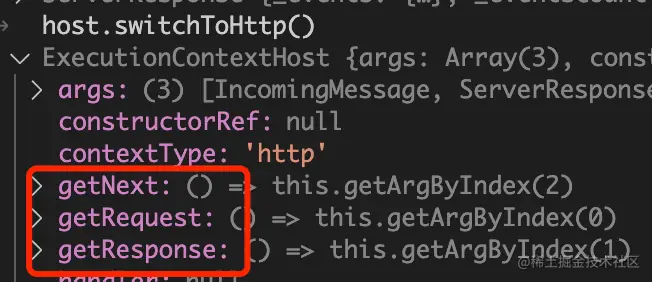 ServerResponse {_events: {…}, _eventsCount
host.switchToHttp()
ExecutionContextHost {args: Array(3), const
args: (3) [IncomingMessage, ServerResponse
constructorRef: null
contextType: 'http'
getNext: () => this.getArgByIndex(2)
getRequest: () => this.getArgByIndex(0)
getResponse: () => this.getArgByIndex(1)
handler: null
@稀土掘金技术社区